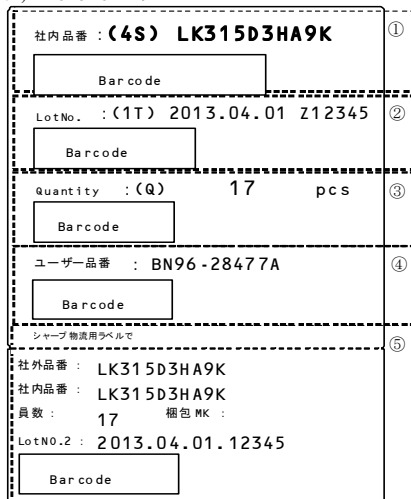 社内品番 : (4S) LK315D3HA9K ①
Barcode
LotNo. : (1T) 2013.04.01 Z12345 ②
Barcode
Quantity : (Q) 17 pcs ③
Barcode
ユーザー品番 : BN96-28477A ④
Barcode
シャープ物流用ラベルで
⑤
社外品番 : LK315D3HA9K
社内品番 : LK315D3HA9K
員数 : 17 梱包MK :
LotNO.2 : 2013.04.01.12345
Barcode